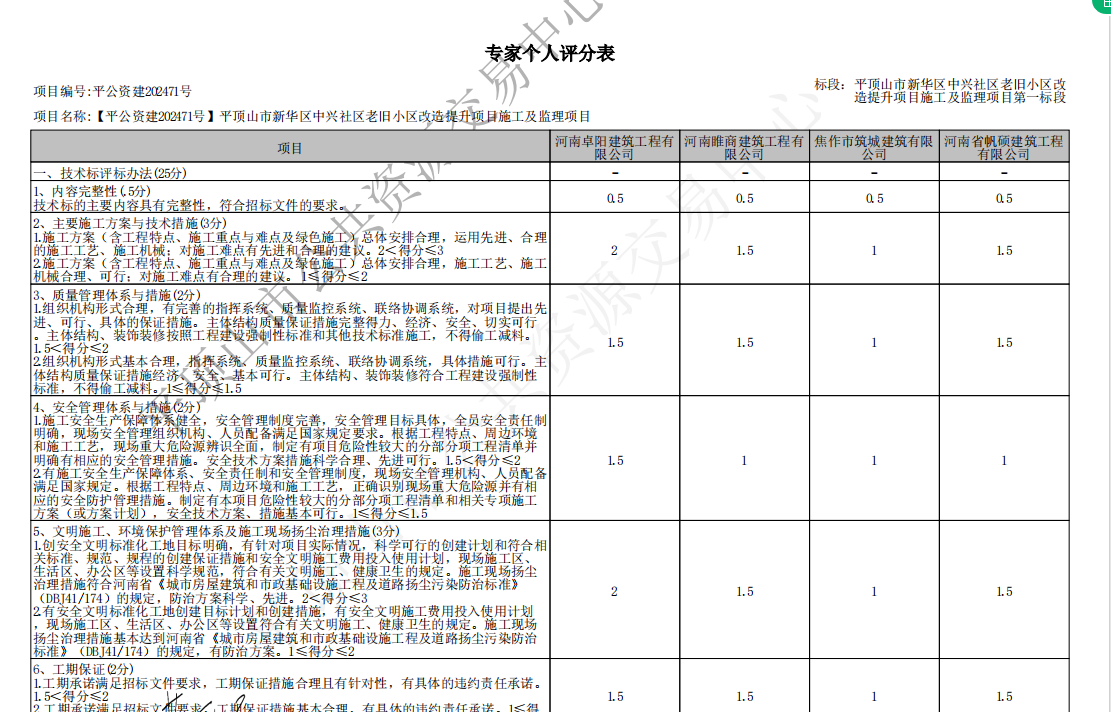 专家个人评分表
项目编号:平公资建202471号
标段: 平顶山市新华区中兴社区老旧小区改
造提升项目施工及监理项目第一标段
项目名称:【平公资建202471号】平顶山市新华区中兴社区老旧小区改造提升项目施工及监理项目
项目
河南卓阳建筑工程有
限公司
河南睢商建筑工程有
限公司
焦作市筑城建筑有限
公司
河南省帆硕建筑工程
有限公司
一、技术标评标办法(25分)
-
-
-
-
1、内容完整性(.5分)
技术标的主要内容具有完整性，符合招标文件的要求。
0.5
0.5
0.5
0.5
2、主要施工方案与技术措施(3分)
1.施工方案（含工程特点、施工重点与难点及绿色施工）总体安排合理，运用先进、合理
的施工工艺、施工机械；对施工难点有先进和合理的建议。2<得分≤3
2.施工方案（含工程特点、施工重点与难点及绿色施工）总体安排合理，施工工艺、施工
机械合理、可行；对施工难点有合理的建议。1≤得分≤2
2
1.5
1
1.5
3、质量管理体系与措施(2分)
1.组织机构形式合理，有完善的指挥系统、质量监控系统、联络协调系统，对项目提出先
进、可行、具体的保证措施。主体结构质量保证措施完整得力、经济、安全、切实可行
。主体结构、装饰装修按照工程建设强制性标准和其他技术标准施工，不得偷工减料。
1.5<得分≤2
2.组织机构形式基本合理，指挥系统、质量监控系统、联络协调系统，具体措施可行。主
体结构质量保证措施经济、安全、基本可行。主体结构、装饰装修符合工程建设强制性
标准，不得偷工减料。1≤得分≤1.5
1.5
1.5
1
1.5
4、安全管理体系与措施(2分)
1.施工安全生产保障体系健全，安全管理制度完善，安全管理目标具体，全员安全责任制
明确，现场安全管理组织机构、人员配备满足国家规定要求。根据工程特点、周边环境
和施工工艺，现场重大危险源辨识全面，制定有项目危险性较大的分部分项工程清单并
明确有相应的安全管理措施。安全技术方案措施科学合理、先进可行。1.5<得分≤2
2.有施工安全生产保障体系、安全责任制和安全管理制度，现场安全管理机构、人员配备
满足国家规定。根据工程特点、周边环境和施工工艺，正确识别现场重大危险源并有相
应的安全防护管理措施。制定有本项目危险性较大的分部分项工程清单和相关专项施工
方案（或方案计划），安全技术方案、措施基本可行。1≤得分≤1.5
1.5
1
1
1
5、文明施工、环境保护管理体系及施工现场扬尘治理措施(3分)
1.创安全文明标准化工地目标明确，有针对项目实际情况，科学可行的创建计划和符合相
关标准、规范、规程的创建保证措施和安全文明施工费用投入使用计划，现场施工区、
生活区、办公区等设置科学规范，符合有关文明施工、健康卫生的规定。施工现场扬尘
治理措施符合河南省《城市房屋建筑和市政基础设施工程及道路扬尘污染防治标准》
（DBJ41/174）的规定，防治方案科学、先进。2<得分≤3
2.有安全文明标准化工地创建目标计划和创建措施，有安全文明施工费用投入使用计划
，现场施工区、生活区、办公区等设置符合有关文明施工、健康卫生的规定。施工现场
扬尘治理措施基本达到河南省《城市房屋建筑和市政基础设施工程及道路扬尘污染防治
标准》（DBJ41/174）的规定，有防治方案。1≤得分≤2
2
1.5
1
1.5
6、工期保证(2分)
1.工期承诺满足招标文件要求，工期保证措施合理且有针对性，有具体的违约责任承诺。
1.5<得分≤2
2.工期承诺满足招标文件要求，工期保证措施基本合理，有具体的违约责任承诺。1≤得
1.5
1.5
1
1.5
平顶山市公共资源交易中心
公共资源交易中心